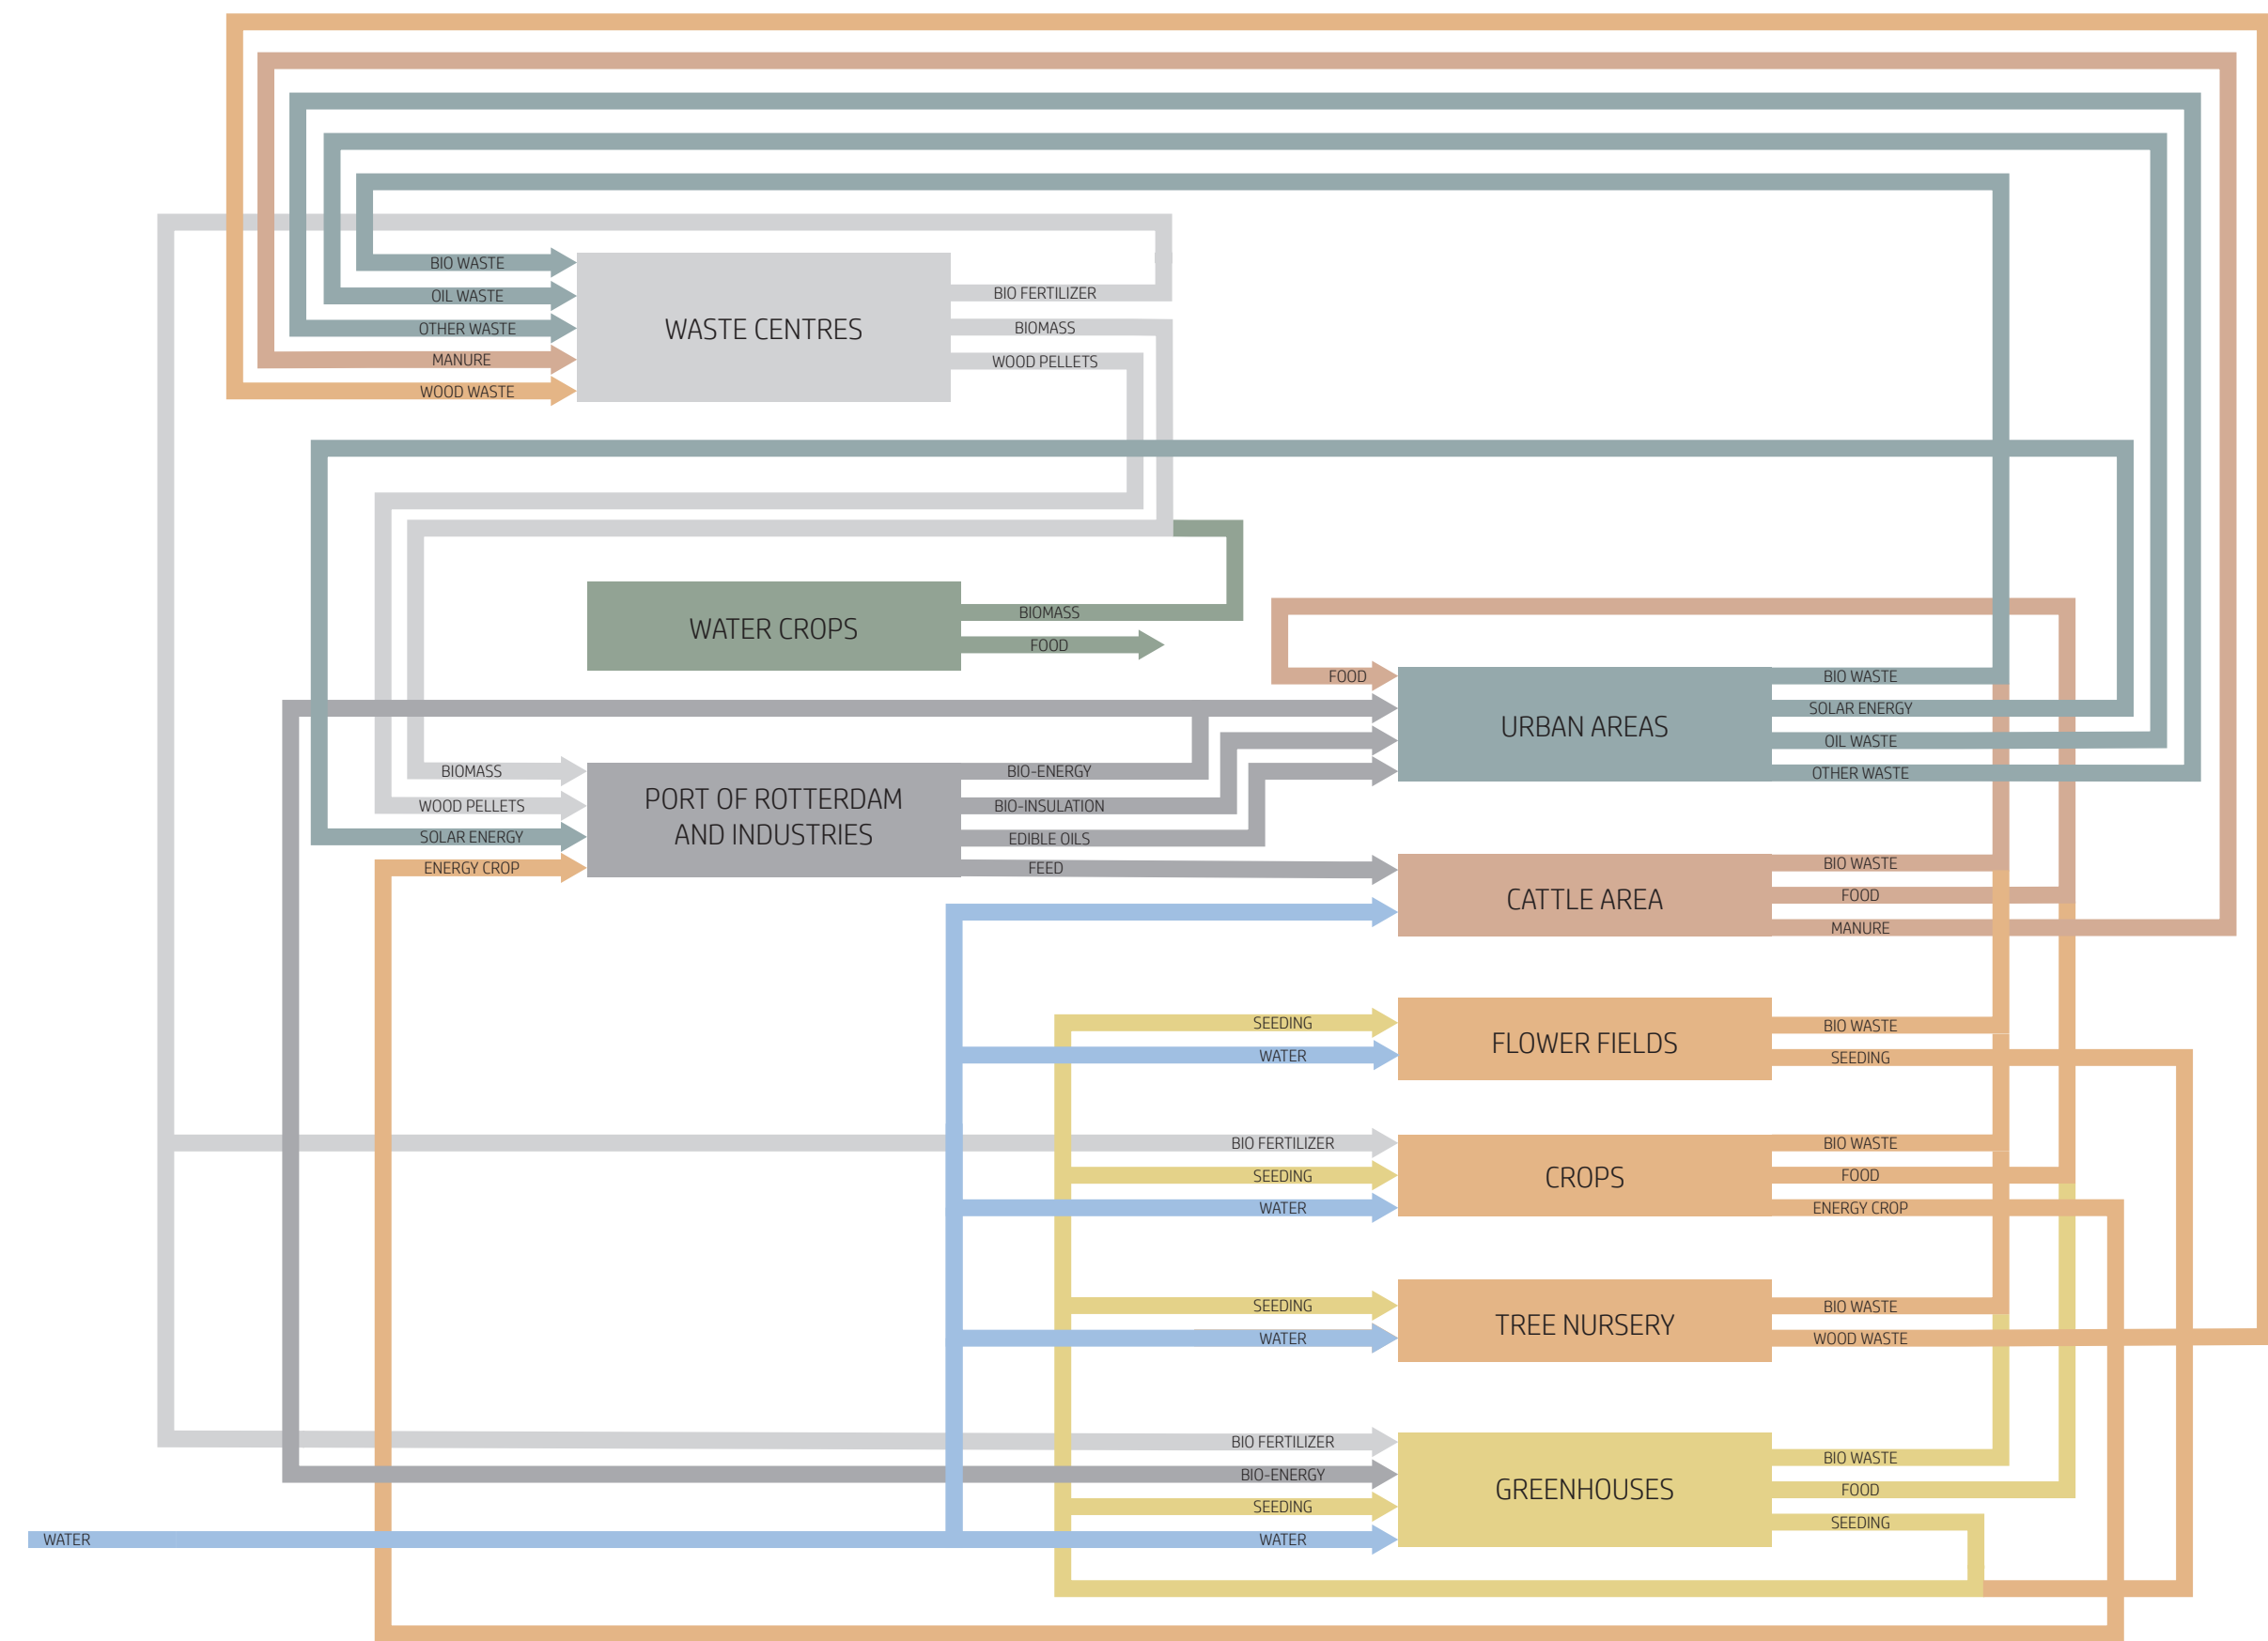 BIO WASTE
OIL WASTE
OTHER WASTE
MANURE
WOOD WASTE
WASTE CENTRES
BIO FERTILIZER
BIOMASS
WOOD PELLETS
WATER CROPS
BIOMASS
FOOD
BIOMASS
WOOD PELLETS
SOLAR ENERGY
ENERGY CROP
PORT OF ROTTERDAM
AND INDUSTRIES
BIO-ENERGY
BIO-INSULATION
EDIBLE OILS
FEED
FOOD
URBAN AREAS
BIO WASTE
SOLAR ENERGY
OIL WASTE
OTHER WASTE
CATTLE AREA
BIO WASTE
FOOD
MANURE
SEEDING
WATER
FLOWER FIELDS
BIO WASTE
SEEDING
BIO FERTILIZER
SEEDING
WATER
CROPS
BIO WASTE
FOOD
ENERGY CROP
SEEDING
WATER
TREE NURSERY
BIO WASTE
WOOD WASTE
BIO FERTILIZER
BIO-ENERGY
SEEDING
WATER
GREENHOUSES
BIO WASTE
FOOD
SEEDING
WATER